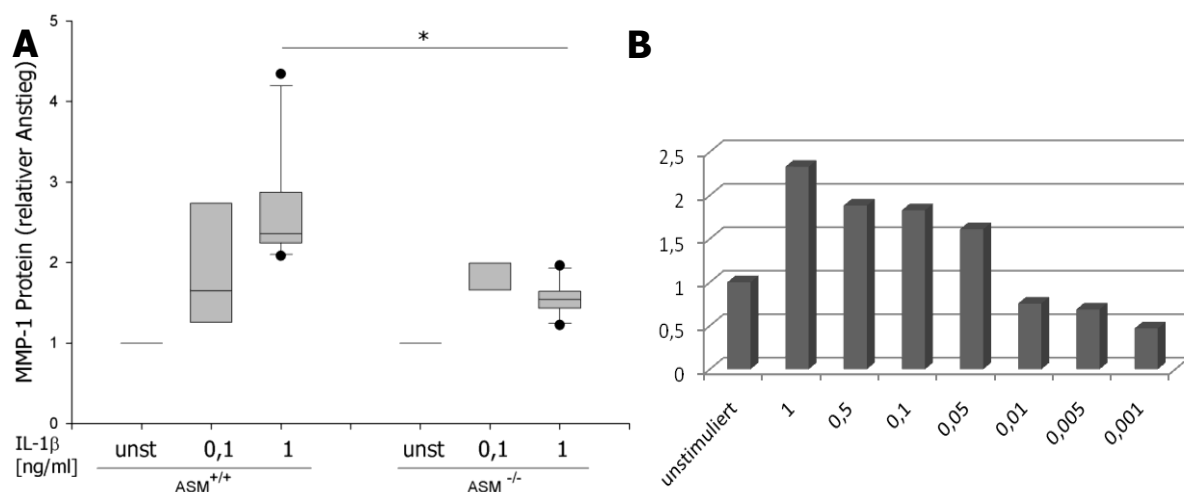 A
MMP-1 Protein (relativer Anstieg)
5
4
3
2
1
0
*
IL-1β
[ng/ml]
unst 0,1 1 unst 0,1 1
ASM+/+ ASM -/-
B
2,5
2
1,5
1
0,5
0
unstimuliert
1
0,5
0,1
0,05
0,01
0,005
0,001